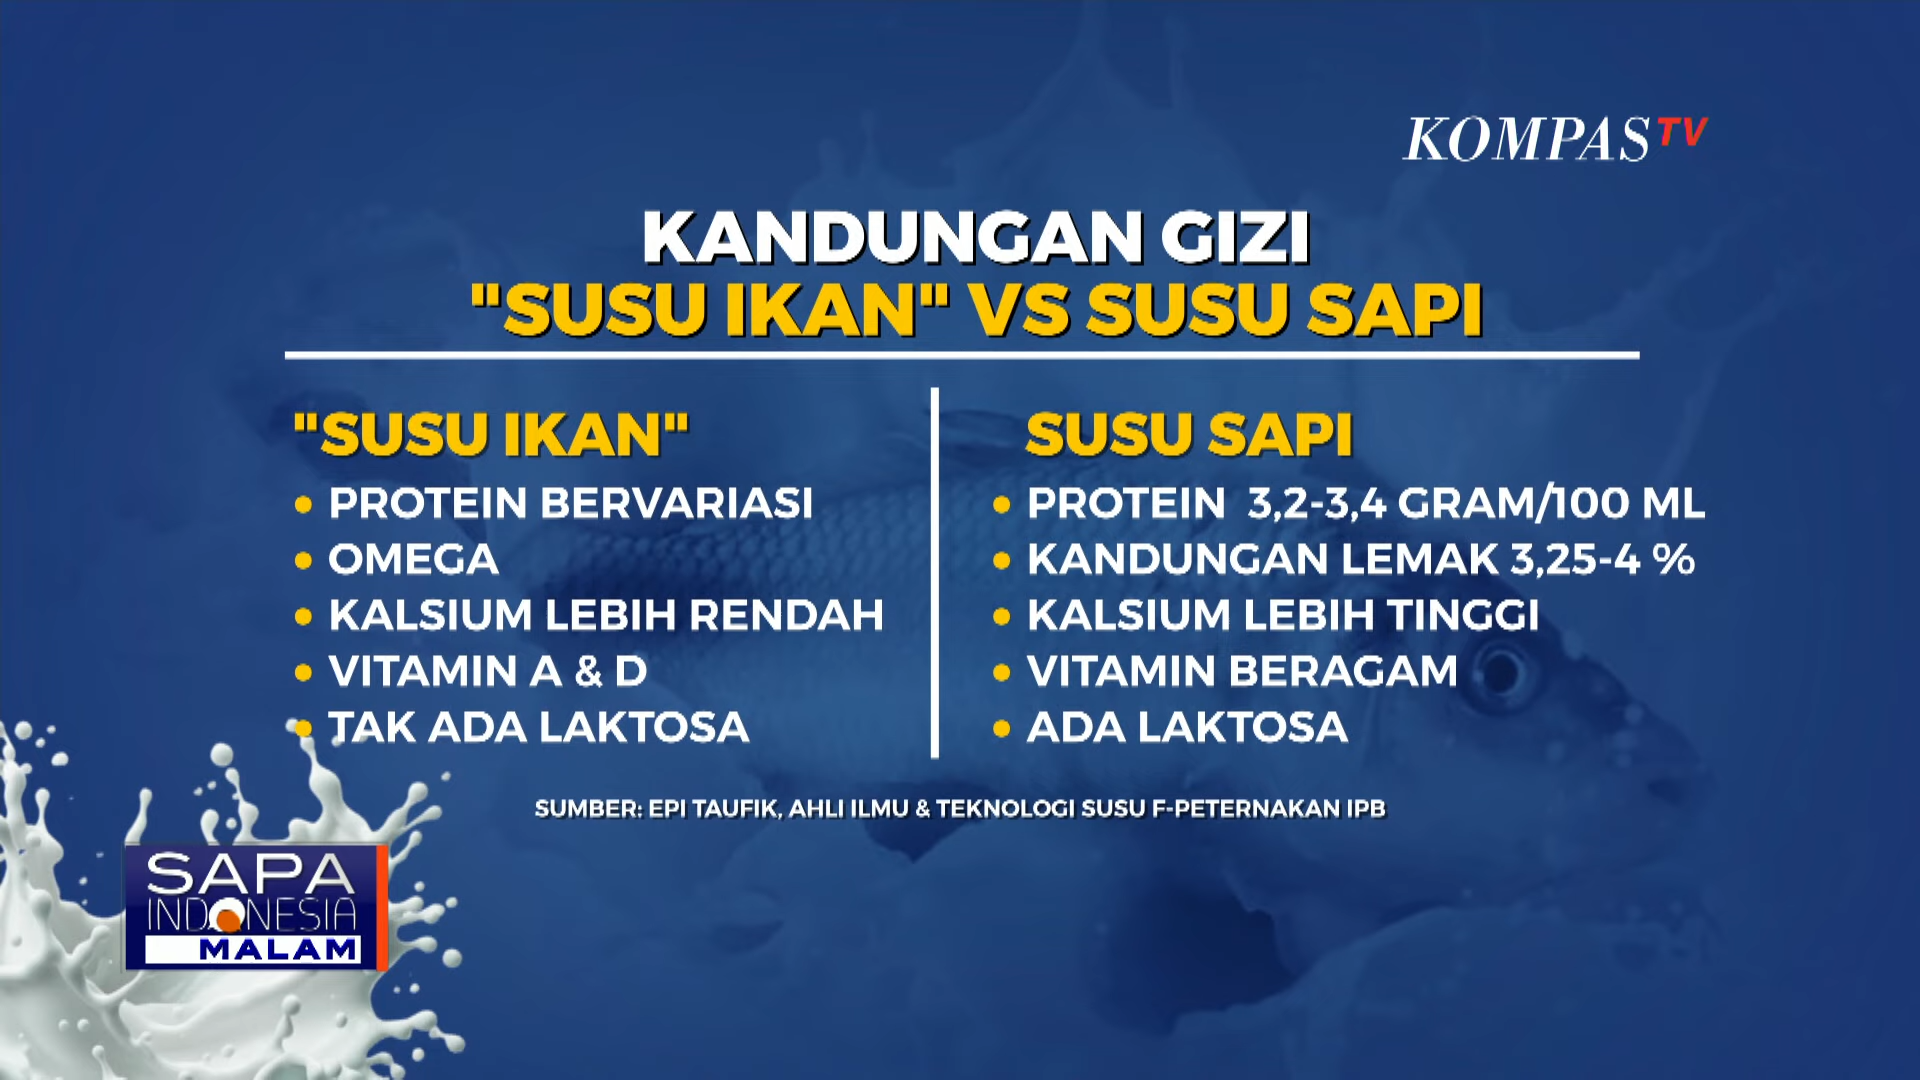 KOMPAS TV
KANDUNGAN GIZI
"SUSU IKAN" VS SUSU SAPI
"SUSU IKAN"
• PROTEIN BERVARIASI
• OMEGA
• KALSIUM LEBIH RENDAH
• VITAMIN A & D
• TAK ADA LAKTOSA
SUSU SAPI
• PROTEIN 3,2-3,4 GRAM/100 ML
• KANDUNGAN LEMAK 3,25-4 %
• KALSIUM LEBIH TINGGI
• VITAMIN BERAGAM
• ADA LAKTOSA
SUMBER: EPI TAUFIK, AHLI ILMU & TEKNOLOGI SUSU F-PETERNAKAN IPB
SAPA
INDONESIA
MALAM